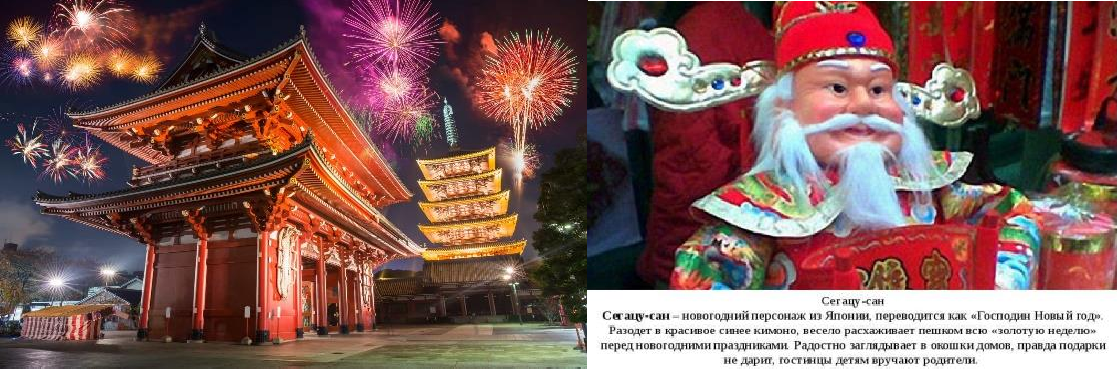 Сегацу-сан
Сегацу-сан – новогодний персонаж из Японии, переводится как «Господин Новый год».
Разодет в красивое синее кимоно, весело расхаживает пешком всю «золотую неделю»
перед новогодними праздниками. Радостно заглядывает в окошки домов, правда подарки
не дарит, гостинцы детям вручают родители.